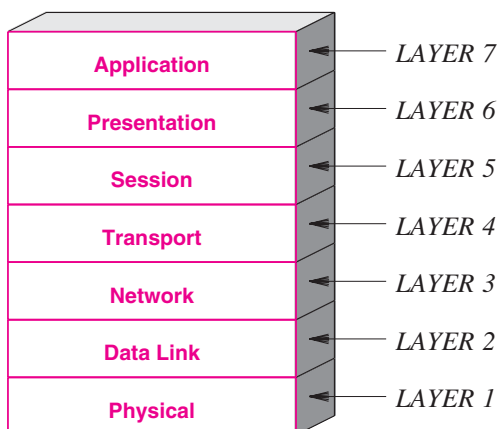 Application LAYER 7
Presentation LAYER 6
Session LAYER 5
Transport LAYER 4
Network LAYER 3
Data Link LAYER 2
Physical LAYER 1